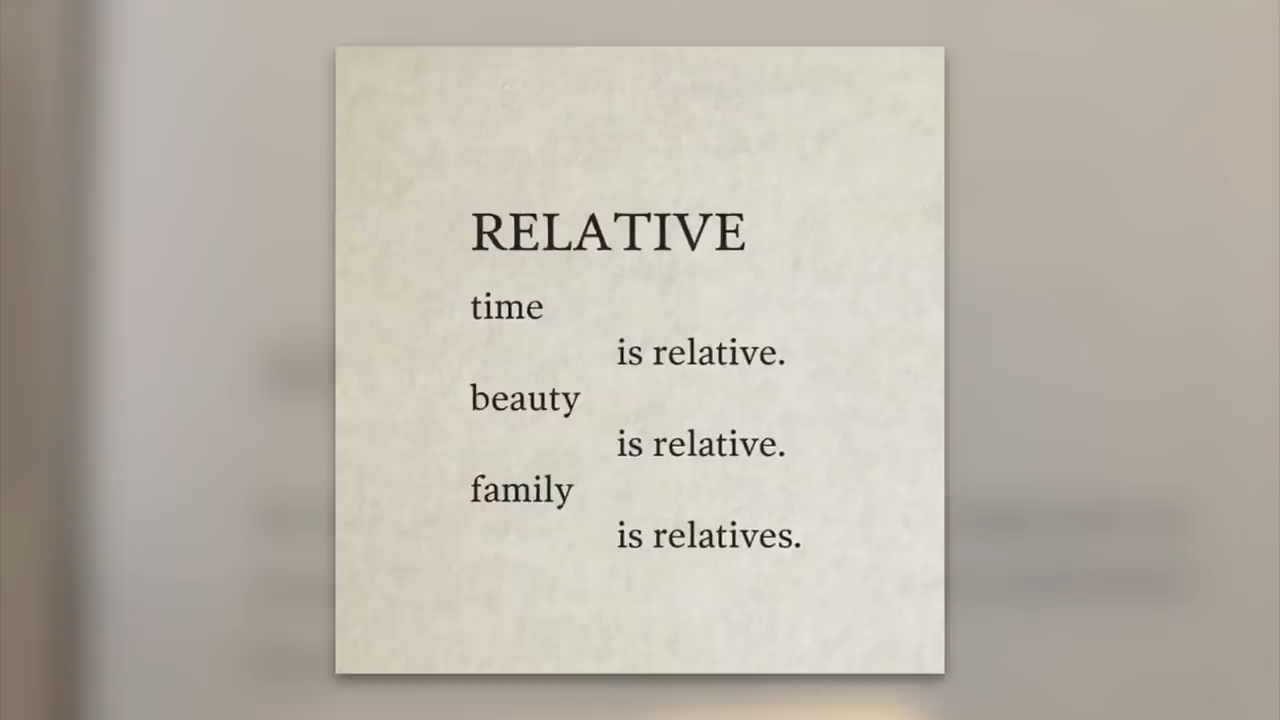 RELATIVE
time
is relative.
beauty
is relative.
family
is relatives.